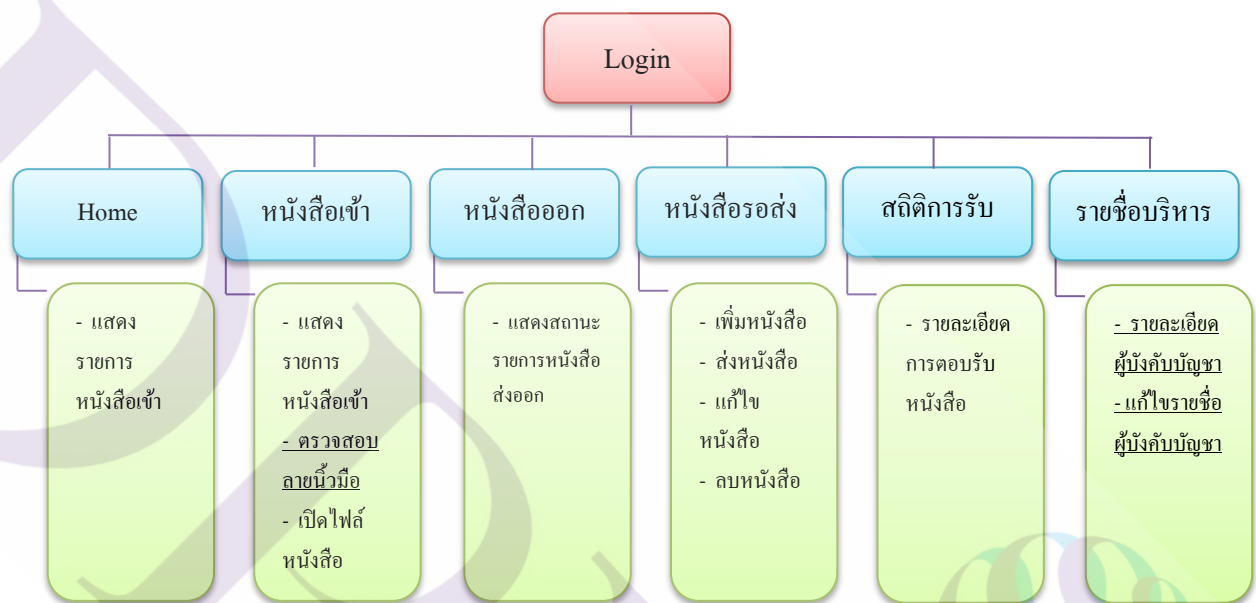 Login
Home
หนังสือเข้า
หนังสือออก
หนังสือรอส่ง
สถิติการรับ
รายชื่อบริหาร
- แสดง
รายการ
หนังสือเข้า
- แสดง
รายการ
หนังสือเข้า
- ตรวจสอบ
ลายนิ้วมือ
- เปิดไฟล์
หนังสือ
- แสดงสถานะ
รายการหนังสือ
ส่งออก
- เพิ่มหนังสือ
- ส่งหนังสือ
- แก้ไข
หนังสือ
- ลบหนังสือ
- รายละเอียด
การตอบรับ
หนังสือ
- รายละเอียด
ผู้บังคับบัญชา
- แก้ไขรายชื่อ
ผู้บังคับบัญชา